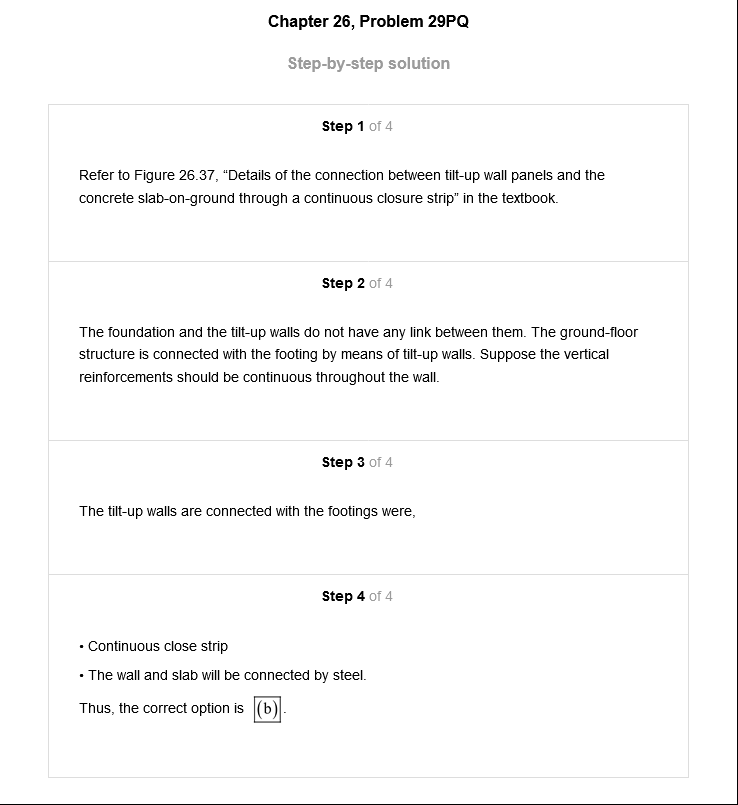 Chapter 26, Problem 29PQ
Step-by-step solution
Step 1 of 4
Refer to Figure 26.37, “Details of the connection between tilt-up wall panels and the
concrete slab-on-ground through a continuous closure strip” in the textbook.
Step 2 of 4
The foundation and the tilt-up walls do not have any link between them. The ground-floor
structure is connected with the footing by means of tilt-up walls. Suppose the vertical
reinforcements should be continuous throughout the wall.
Step 3 of 4
The tilt-up walls are connected with the footings were,
Step 4 of 4
• Continuous close strip
• The wall and slab will be connected by steel.
Thus, the correct option is (b).